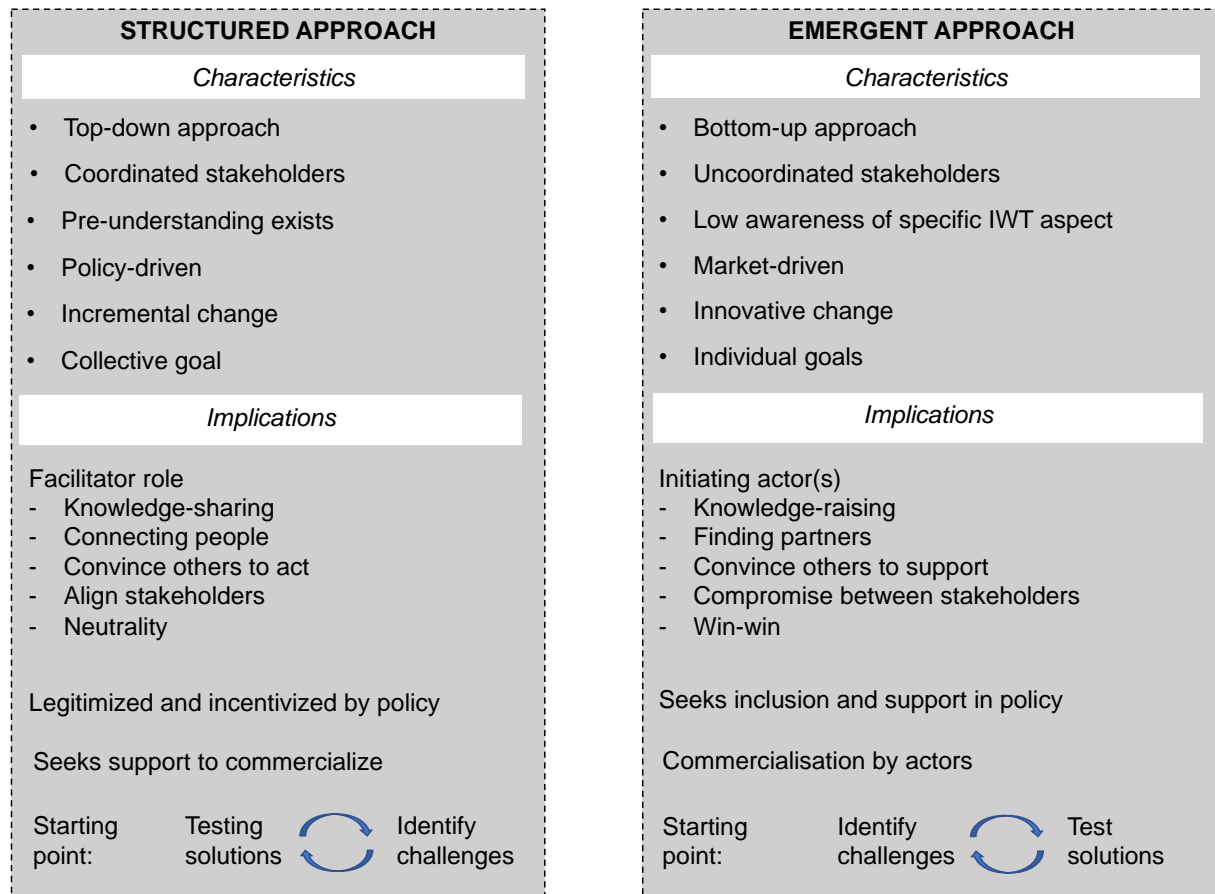 STRUCTURED APPROACH
Characteristics
• Top-down approach
• Coordinated stakeholders
• Pre-understanding exists
• Policy-driven
• Incremental change
• Collective goal
Implications
Facilitator role
- Knowledge-sharing
- Connecting people
- Convince others to act
- Align stakeholders
- Neutrality
Legitimized and incentivized by policy
Seeks support to commercialize
Starting
point:
Testing
solutions
Identify
challenges
EMERGENT APPROACH
Characteristics
• Bottom-up approach
• Uncoordinated stakeholders
• Low awareness of specific IWT aspect
• Market-driven
• Innovative change
• Individual goals
Implications
Initiating actor(s)
- Knowledge-raising
- Finding partners
- Convince others to support
- Compromise between stakeholders
- Win-win
Seeks inclusion and support in policy
Commercialisation by actors
Starting
point:
Identify
challenges
Test
solutions